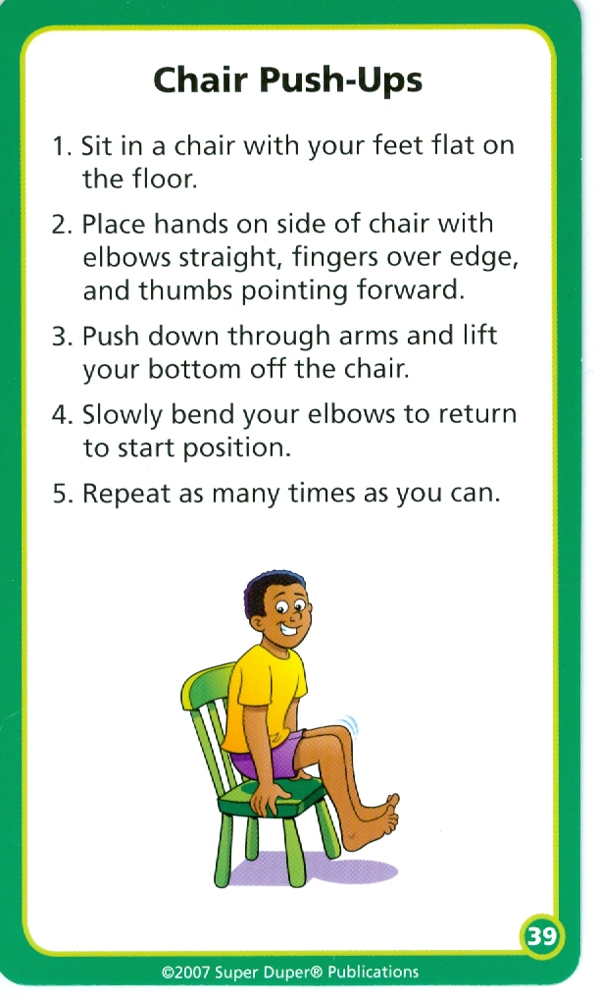 Chair Push-Ups
1. Sit in a chair with your feet flat on
the floor.
2. Place hands on side of chair with
elbows straight, fingers over edge,
and thumbs pointing forward.
3. Push down through arms and lift
your bottom off the chair.
4. Slowly bend your elbows to return
to start position.
5. Repeat as many times as you can.
39
©2007 Super Duper® Publications